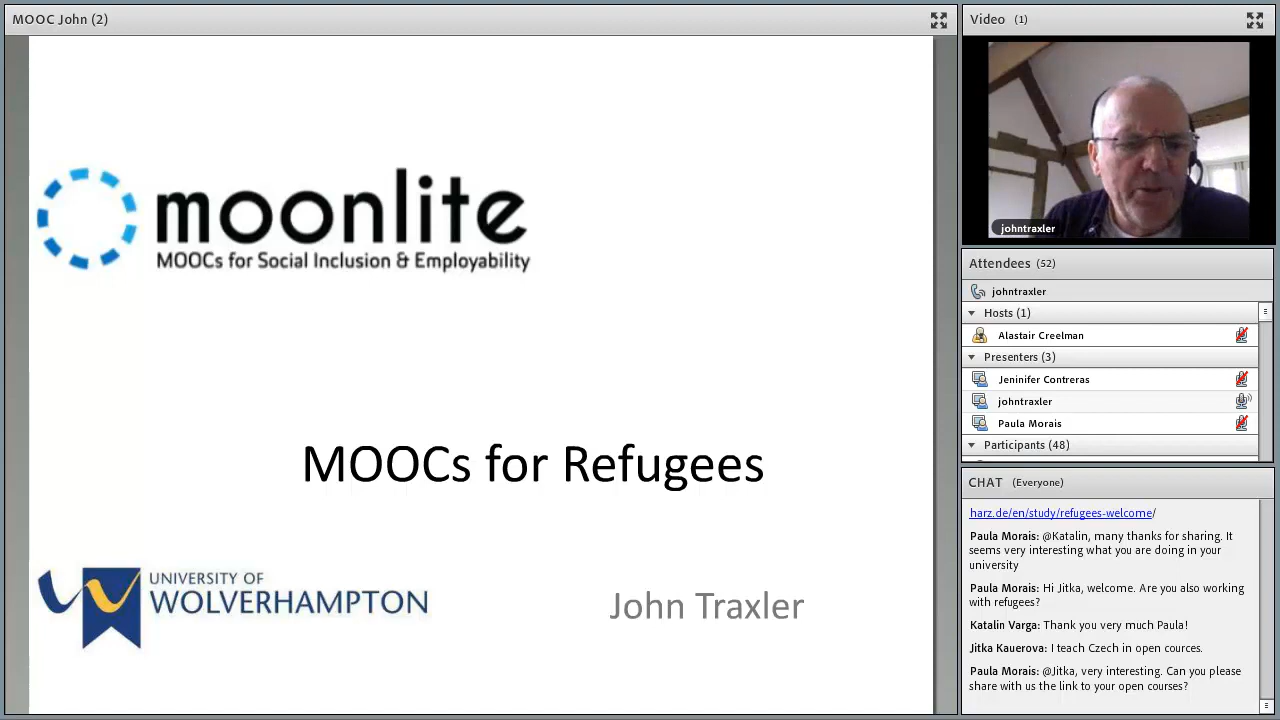 MOOC John (2)
moonlite
MOOCs for Social Inclusion & Employability
MOOCs for Refugees
UNIVERSITY OF
WOLVERHAMPTON
John Traxler
Video (1)
johntraxler
Attendees (52)
johntraxler
Hosts (1)
Alastair Creelman
Presenters (3)
Jeninifer Contreras
johntraxler
Paula Morais
Participants (48)
CHAT (Everyone)
harz.de/en/study/refugees-welcome/
Paula Morais: @Katalin, many thanks for sharing. It
seems very interesting what you are doing in your
university
Paula Morais: Hi Jitka, welcome. Are you also working
with refugees?
Katalin Varga: Thank you very much Paula!
Jitka Kauerova: I teach Czech in open cources.
Paula Morais: @Jitka, very interesting. Can you please
share with us the link to your open courses?